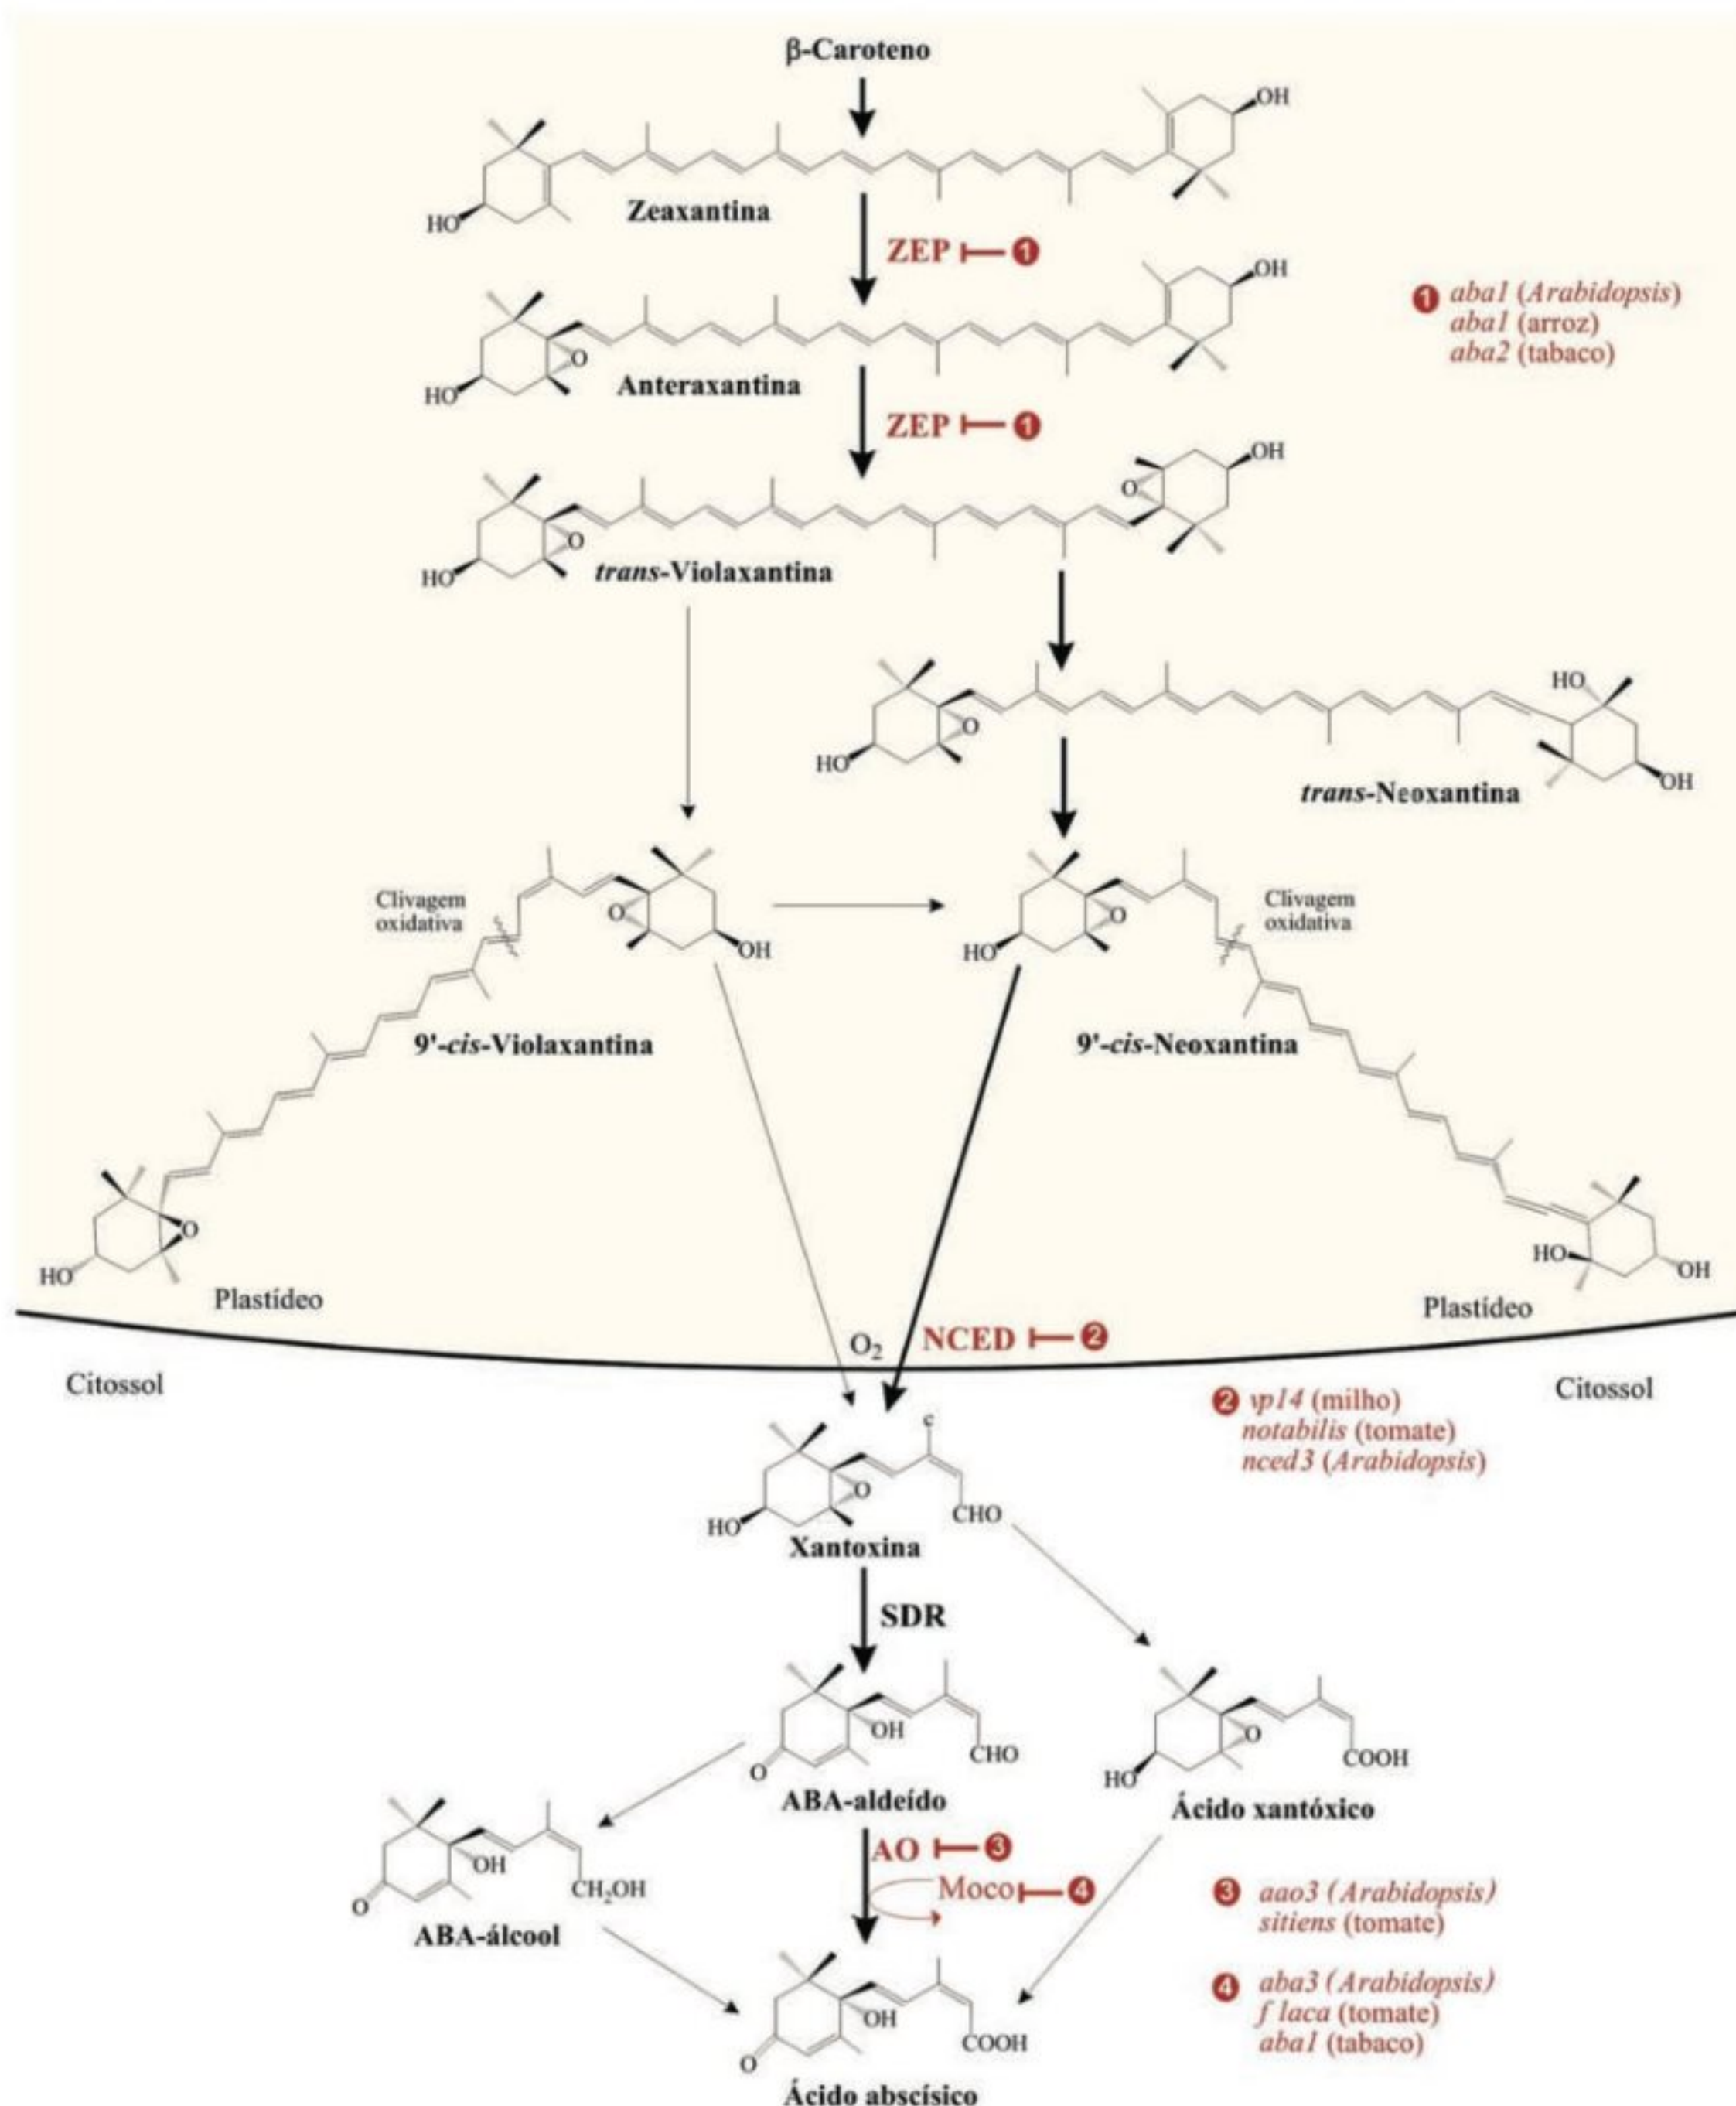 β-Caroteno
OH
HO
Zeaxantina
ZEP 1
OH
O
HO
Anteraxantina
1 aba1 (Arabidopsis)
aba1 (arroz)
aba2 (tabaco)
ZEP 1
OH
O
O
HO
trans-Violaxantina
HO
O
HO
OH
trans-Neoxantina
Clivagem
oxidativa
O
OH
9'-cis-Violaxantina
O
HO
O
HO
Clivagem
oxidativa
9'-cis-Neoxantina
HO
OH
Plastídeo
Plastídeo
O2
NCED 2
Citossol
Citossol
2 vp14 (milho)
notabilis (tomate)
nced3 (Arabidopsis)
c
O
HO
CHO
Xantoxina
SDR
OH
O
CHO
ABA-aldeído
O
HO
COOH
Ácido xantóxico
AO 3
Moco 4
OH
O
CH2OH
ABA-álcool
3 aao3 (Arabidopsis)
sitiens (tomate)
4 aba3 (Arabidopsis)
f laca (tomate)
aba1 (tabaco)
OH
O
COOH
Ácido abscísico